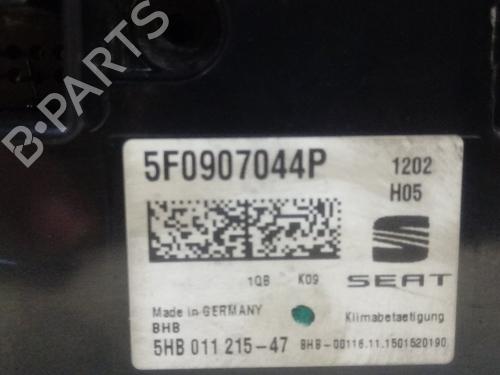 B-PARTS
5F0907044P
1202
H05
1QB K09
SEAT
Made in GERMANY
BHB
Klimabetaetigung
5HB 011 215-47 BHB-00116.11.1501520190